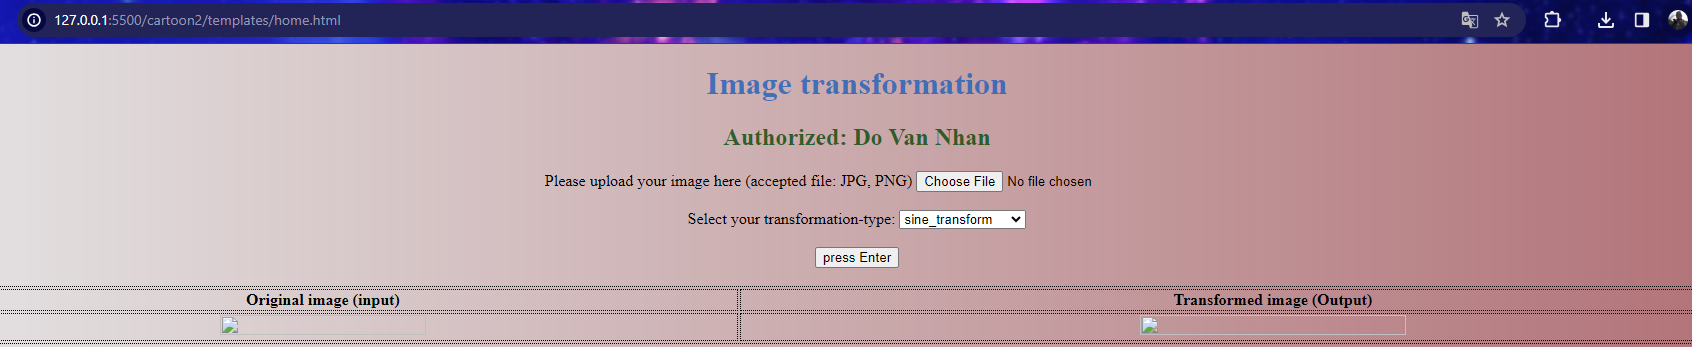 127.0.0.1:5500/cartoon2/templates/home.html
Image transformation
Authorized: Do Van Nhan
Please upload your image here (accepted file: JPG, PNG) Choose File No file chosen
Select your transformation-type: sine_transform
press Enter
Original image (input) Transformed image (Output)